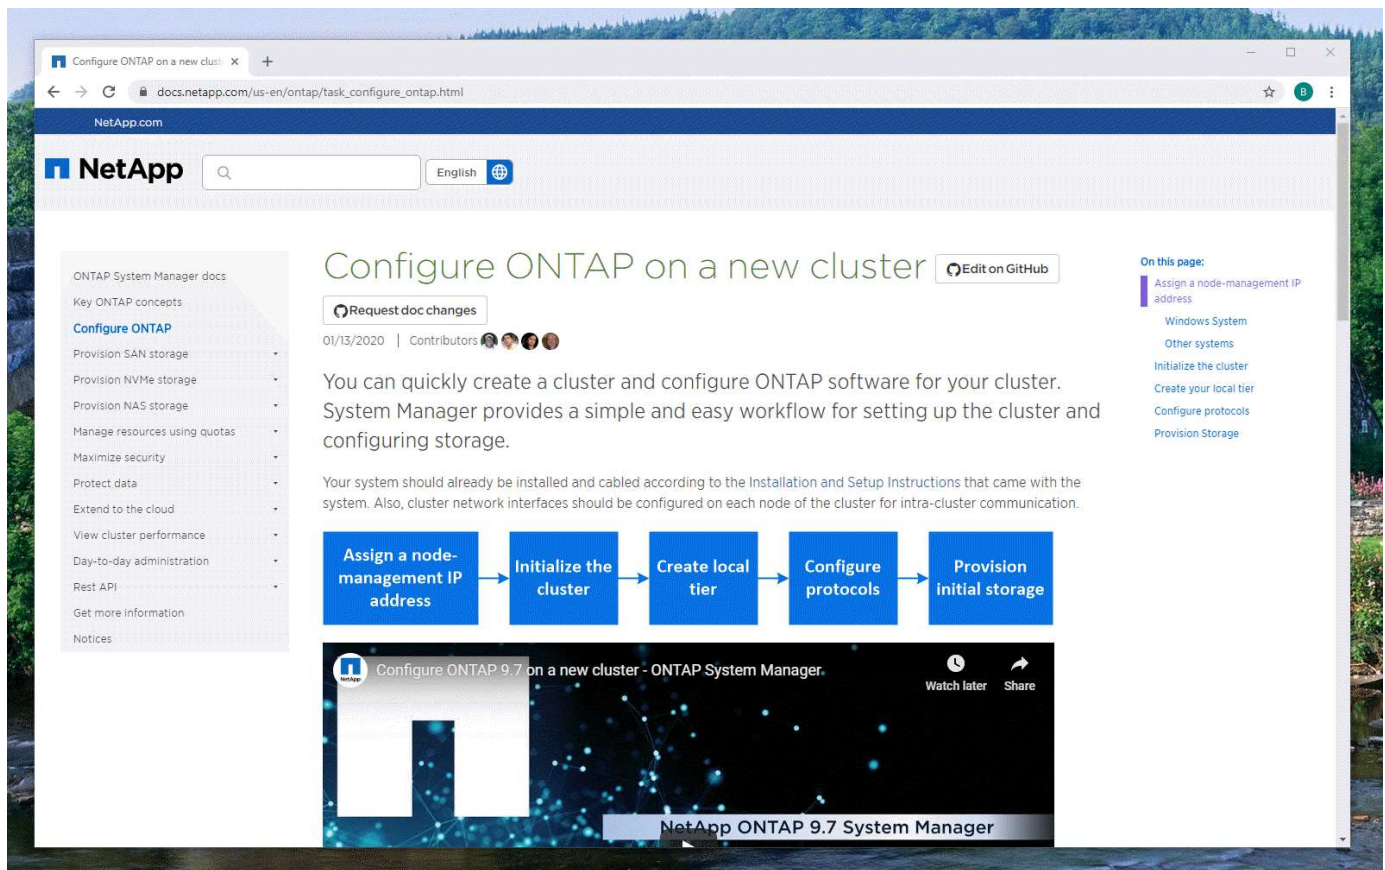 Configure ONTAP on a new clust
docs.netapp.com/us-en/ontap/task_configure_ontap.html
B
NetApp.com
NetApp
English
ONTAP System Manager docs
Key ONTAP concepts
Configure ONTAP
Provision SAN storage
Provision NVMe storage
Provision NAS storage
Manage resources using quotas
Maximize security
Protect data
Extend to the cloud
View cluster performance
Day-to-day administration
Rest API
Get more information
Notices
Configure ONTAP on a new cluster
Edit on GitHub
Request doc changes
01/13/2020 | Contributors
You can quickly create a cluster and configure ONTAP software for your cluster.
System Manager provides a simple and easy workflow for setting up the cluster and
configuring storage.
Your system should already be installed and cabled according to the Installation and Setup Instructions that came with the
system. Also, cluster network interfaces should be configured on each node of the cluster for intra-cluster communication.
Assign a node-
management IP
address
Initialize the
cluster
Create local
tier
Configure
protocols
Provision
initial storage
NetApp
Configure ONTAP 9.7 on a new cluster - ONTAP System Manager
Watch later
Share
NetApp ONTAP 9.7 System Manager
On this page:
Assign a node-management IP
address
Windows System
Other systems
Initialize the cluster
Create your local tier
Configure protocols
Provision Storage